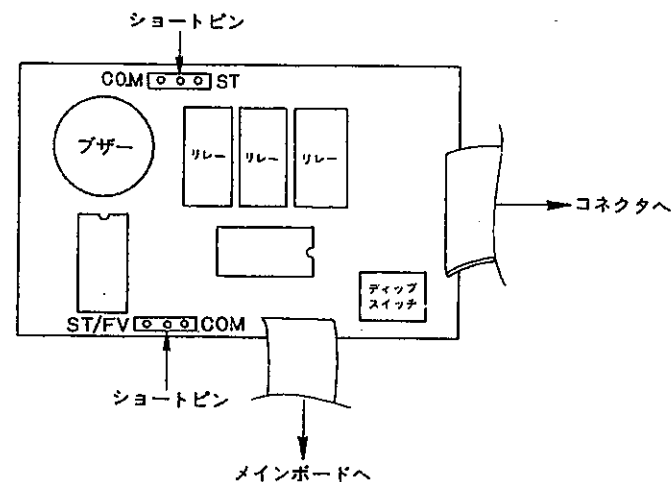 ショートピン
COM ST
ブザー
リレー
リレー
リレー
コネクタへ
ディップ
スイッチ
ST/FV COM
ショートピン
メインボードへ